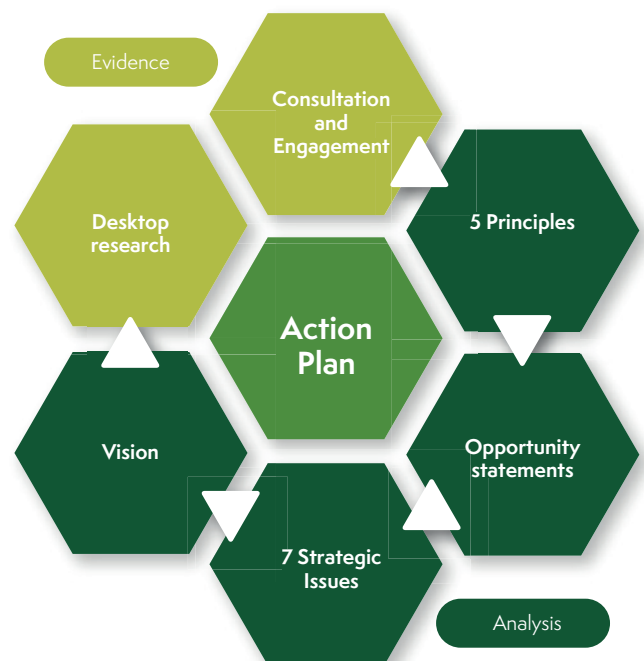 Evidence
Consultation
and
Engagement
Desktop
research
5 Principles
Action
Plan
Vision
Opportunity
statements
7 Strategic
Issues
Analysis